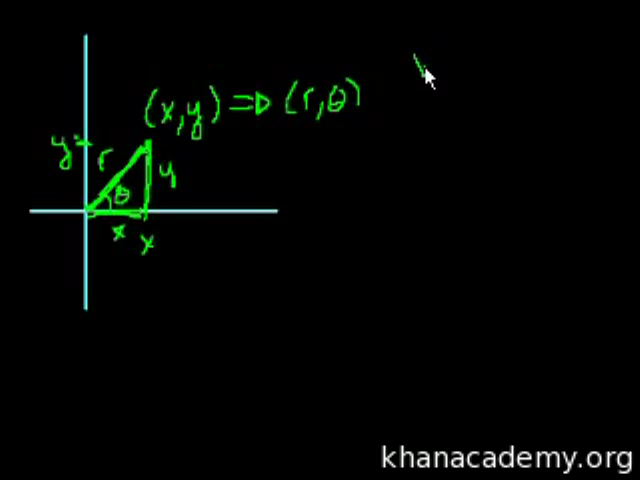 (x,y) ⇒ (r,θ)
y
r
y
θ
x
x
khanacademy.org